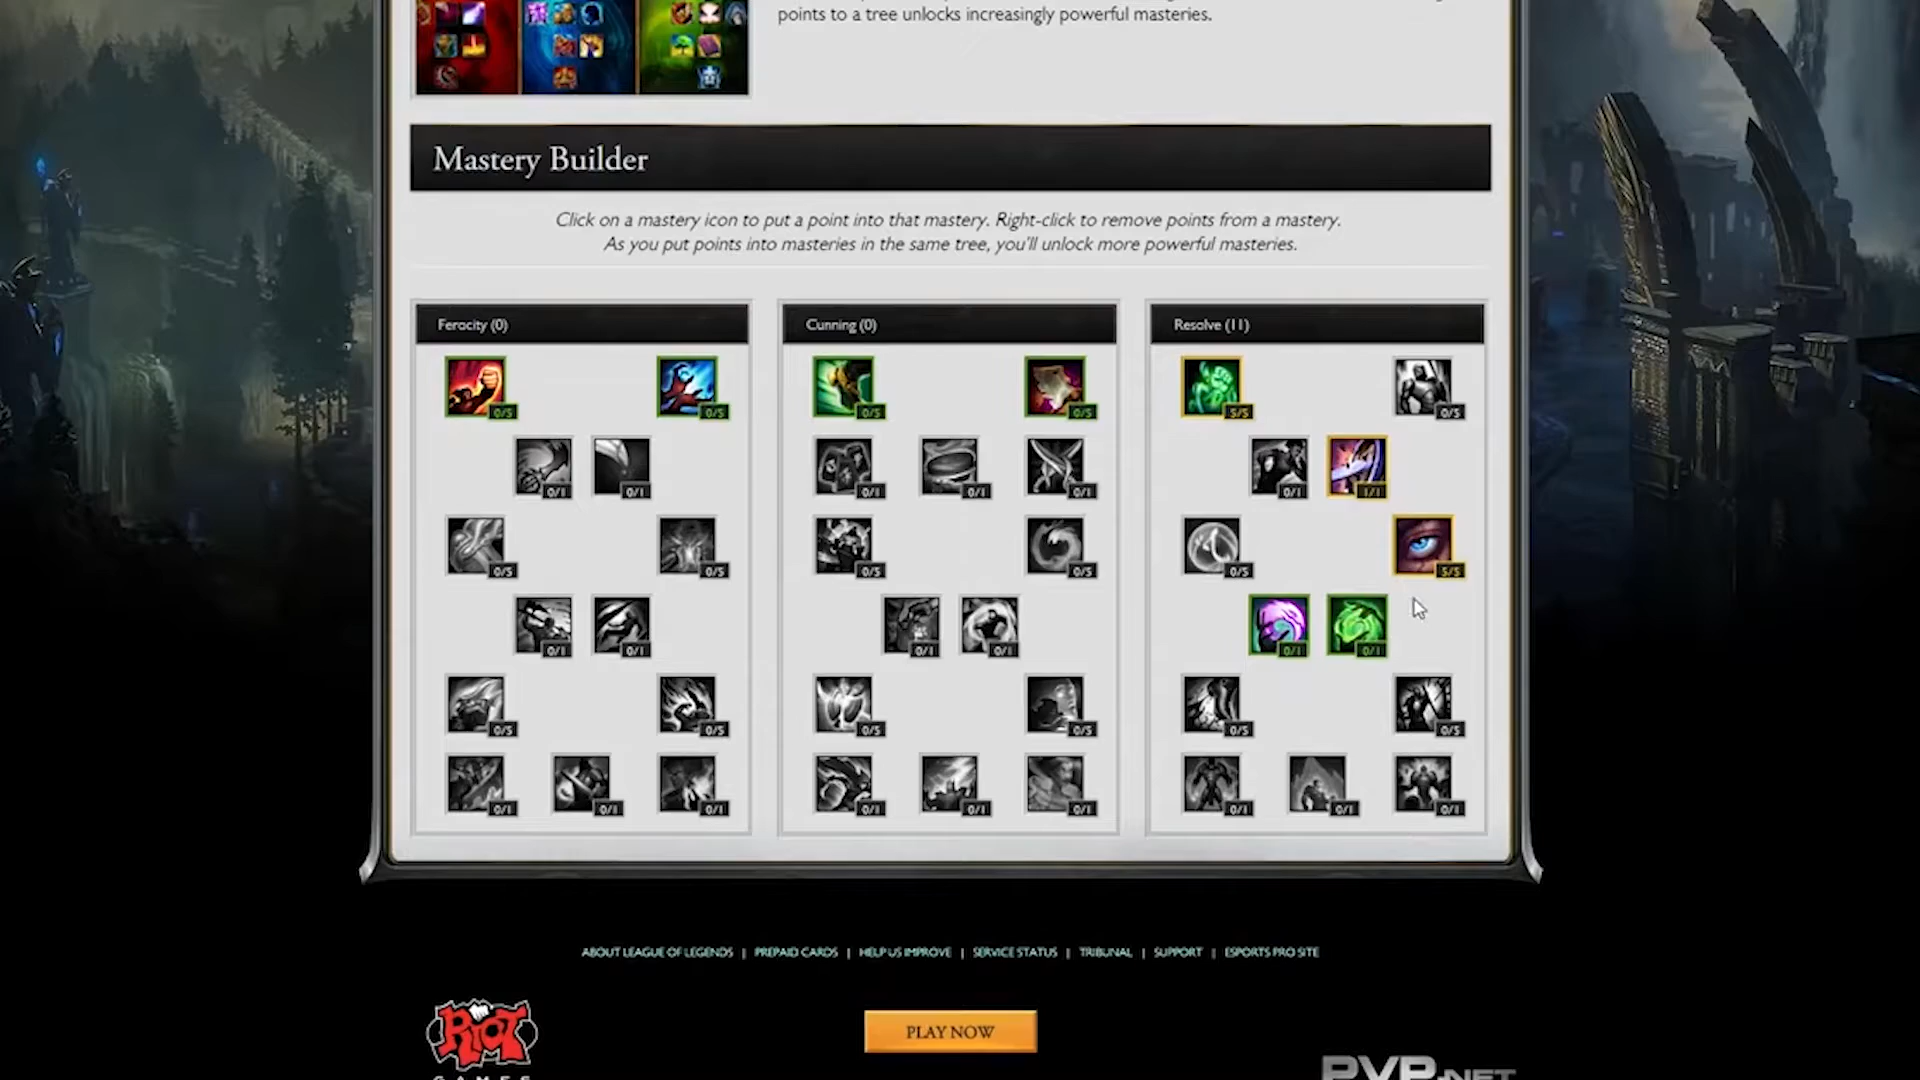 points to a tree unlocks increasingly powerful masteries.
Mastery Builder
Click on a mastery icon to put a point into that mastery. Right-click to remove points from a mastery.
As you put points into masteries in the same tree, you'll unlock more powerful masteries.
Ferocity (0)
Cunning (0)
Resolve (11)
0/5 0/5 0/5 0/5 5/5 0/5
0/1 0/1 0/1 0/1 0/1 0/1 1/1
0/5 0/5 0/5 0/5 0/5 5/5
0/1 0/1 0/1 0/1 0/1 0/1
0/5 0/5 0/5 0/5 0/5 0/5
0/1 0/1 0/1 0/1 0/1 0/1 0/1 0/1 0/1
ABOUT LEAGUE OF LEGENDS | PREPAID CARDS | HELP US IMPROVE | SERVICE STATUS | TRIBUNAL | SUPPORT | ESPORTS PRO SITE
RIOT
GAMES
PLAY NOW
PVP.NET